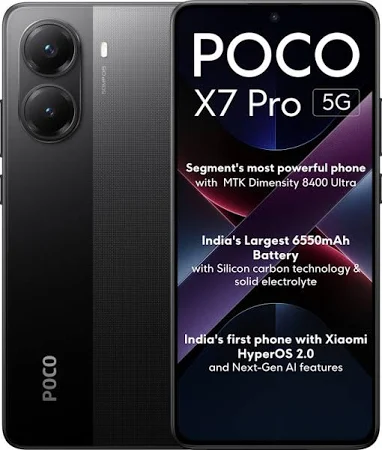 POCO
X7 Pro 5G
Segment's most powerful phone
with MTK Dimensity 8400 Ultra
India's Largest 6550mAh
Battery
with Silicon carbon technology &
solid electrolyte
India's first phone with Xiaomi
HyperOS 2.0
and Next-Gen AI features
POCO